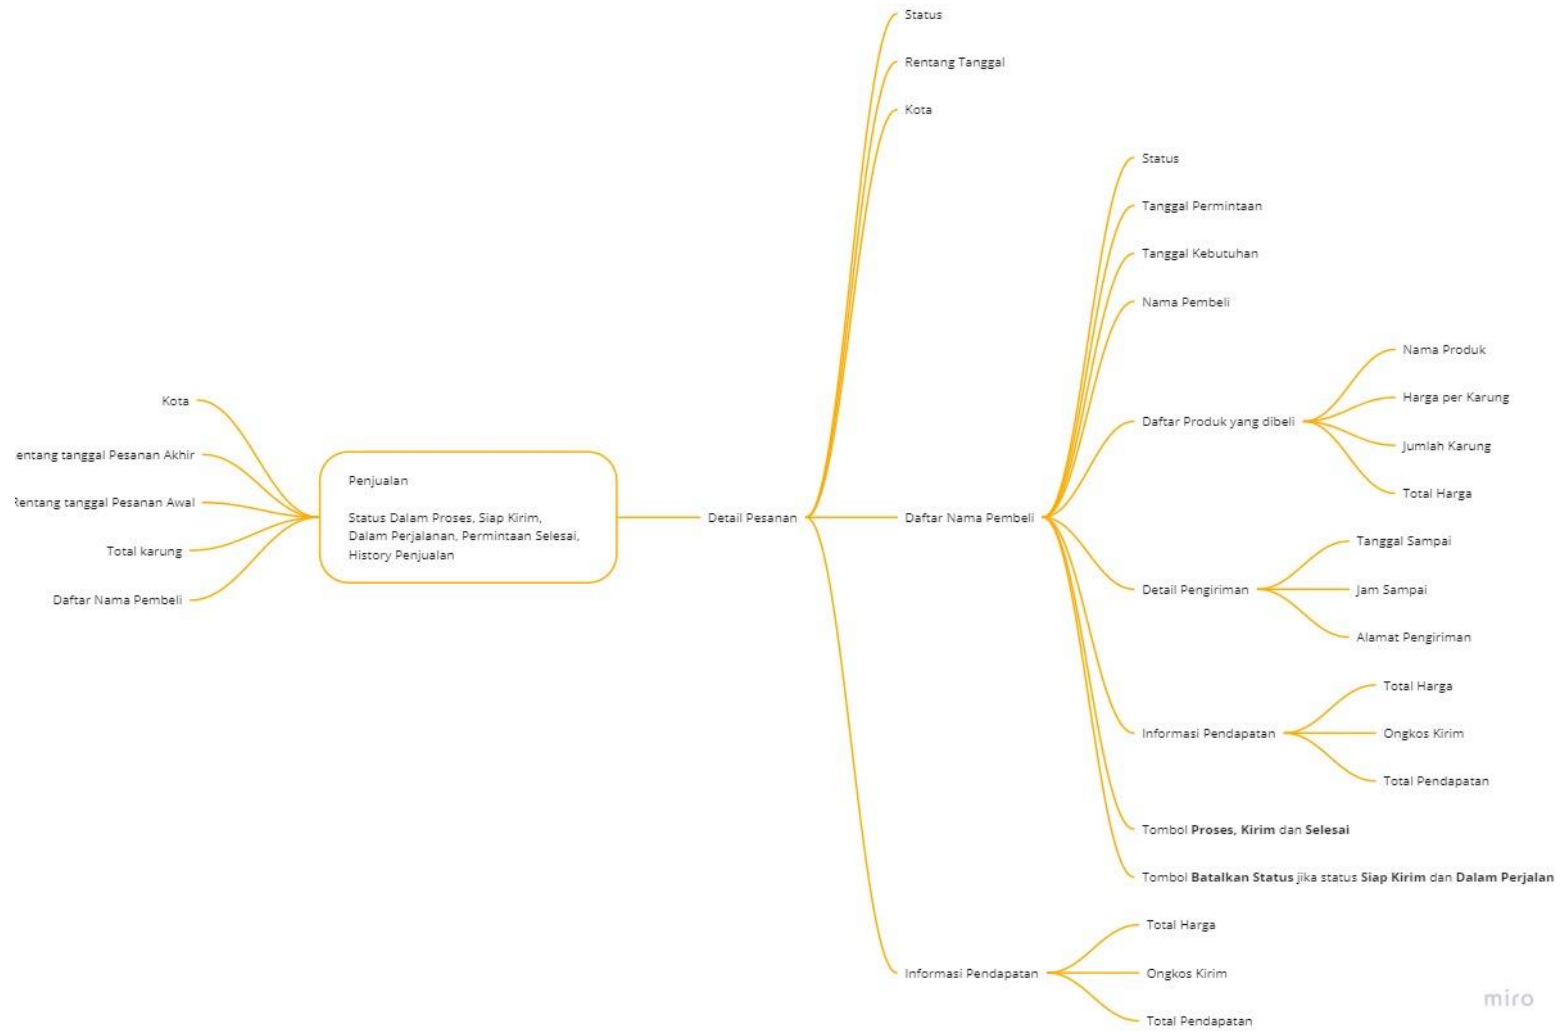 Status
Rentang Tanggal
Kota
Status
Tanggal Permintaan
Tanggal Kebutuhan
Nama Pembeli
Nama Produk
Harga per Karung
Daftar Produk yang dibeli
Jumlah Karung
Total Harga
Kota
entang tanggal Pesanan Akhir
Rentang tanggal Pesanan Awal
Total karung
Daftar Nama Pembeli
Penjualan
Status Dalam Proses, Siap Kirim,
Dalam Perjalanan, Permintaan Selesai,
History Penjualan
Detail Pesanan
Daftar Nama Pembeli
Tanggal Sampai
Detail Pengiriman
Jam Sampai
Alamat Pengiriman
Total Harga
Informasi Pendapatan
Ongkos Kirim
Total Pendapatan
Tombol Proses, Kirim dan Selesai
Tombol Batalkan Status jika status Siap Kirim dan Dalam Perjalan
Total Harga
Informasi Pendapatan
Ongkos Kirim
Total Pendapatan
miro